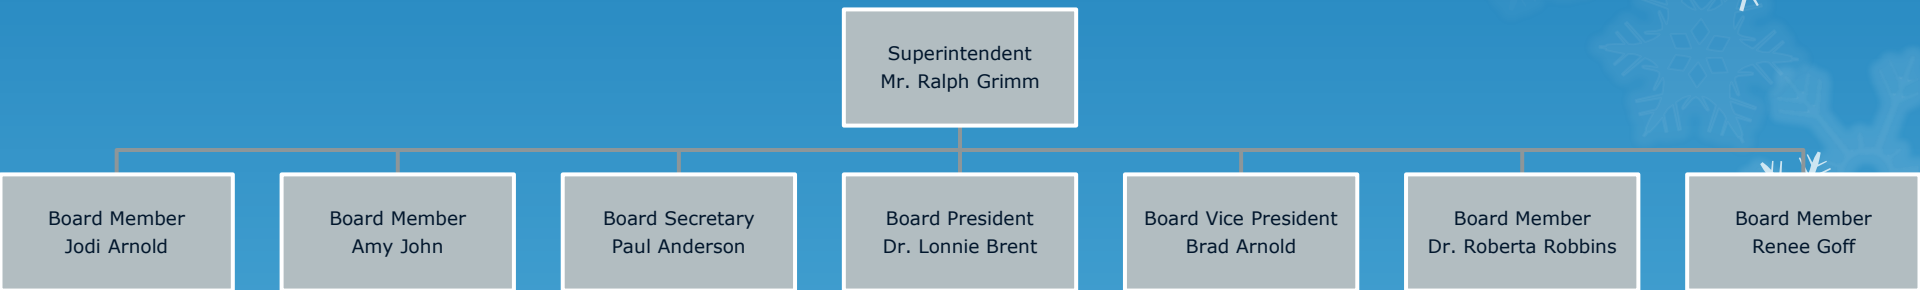 Superintendent
Mr. Ralph Grimm
Board Member
Jodi Arnold
Board Member
Amy John
Board Secretary
Paul Anderson
Board President
Dr. Lonnie Brent
Board Vice President
Brad Arnold
Board Member
Dr. Roberta Robbins
Board Member
Renee Goff